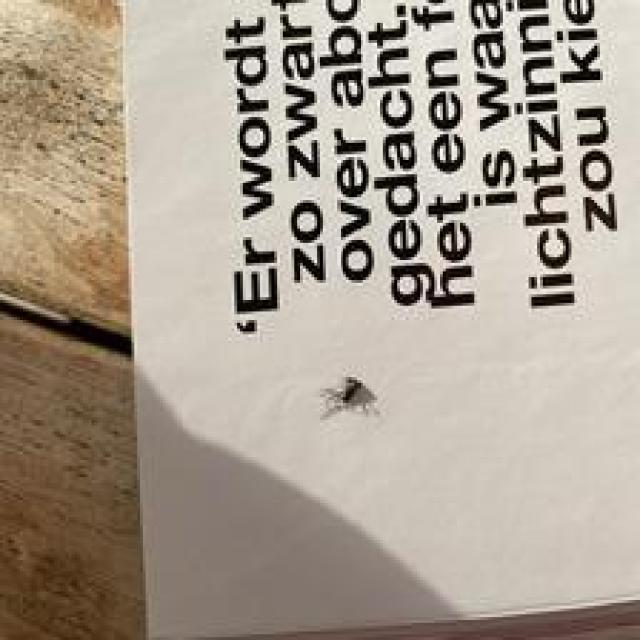 ‘Er wordt
zo zwart
over abo
gedacht.
het een f
is waa
lichtzinni
zou kie